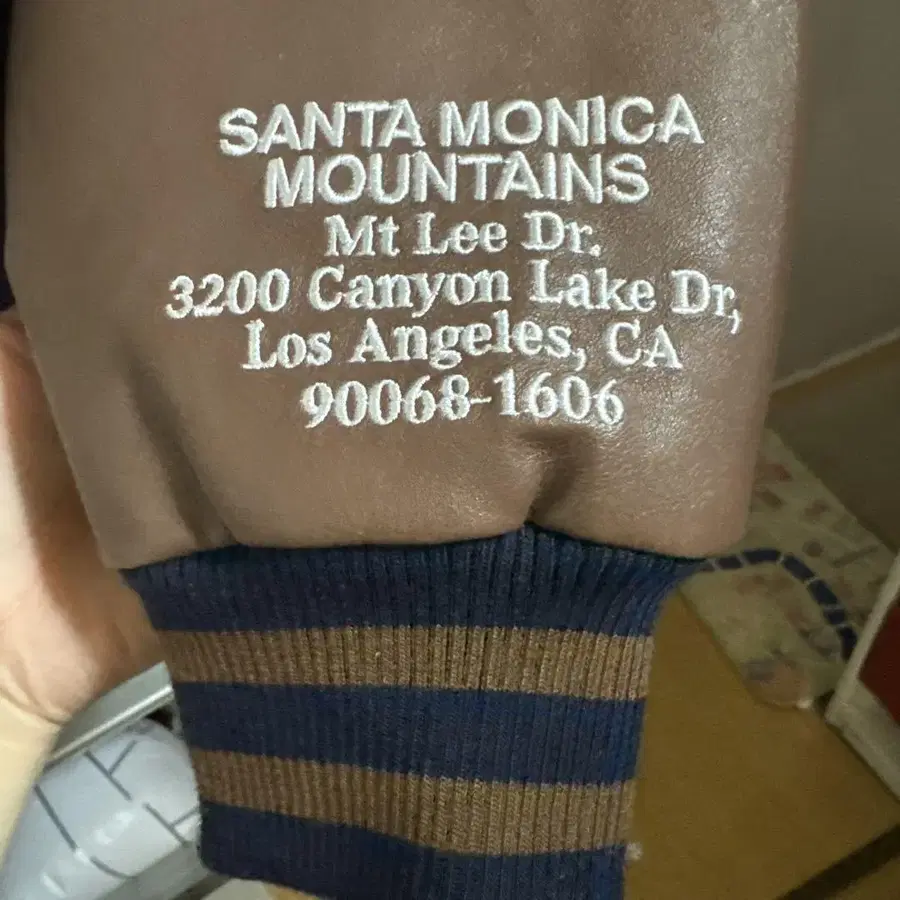 SANTA MONICA
MOUNTAINS
Mt Lee Dr.
3200 Canyon Lake Dr,
Los Angeles, CA
90068-1606